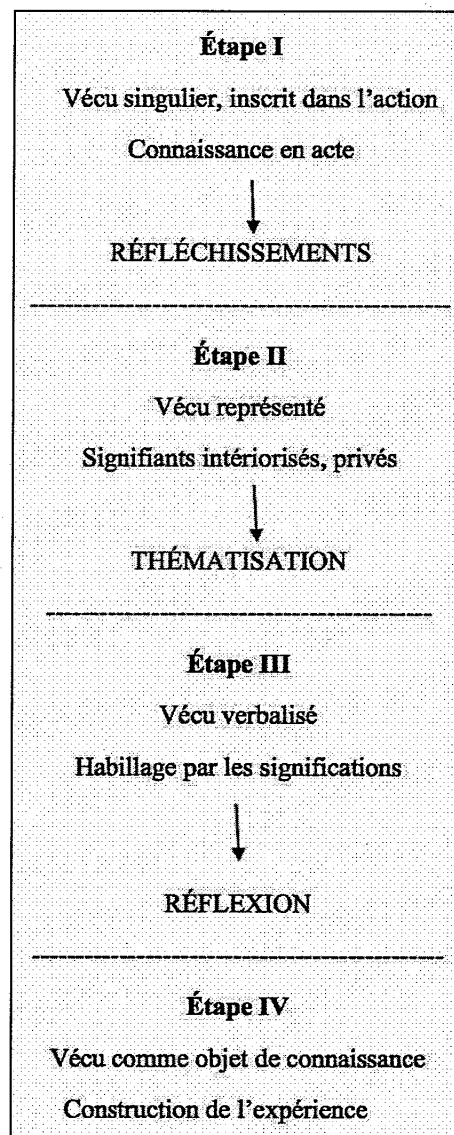 Étape I
Vécu singulier, inscrit dans l'action
Connaissance en acte
RÉFLÉCHISSEMENTS
Étape II
Vécu représenté
Signifiants intériorisés, privés
THÉMATISATION
Étape III
Vécu verbalisé
Habillage par les significations
RÉFLEXION
Étape IV
Vécu comme objet de connaissance
Construction de l'expérience